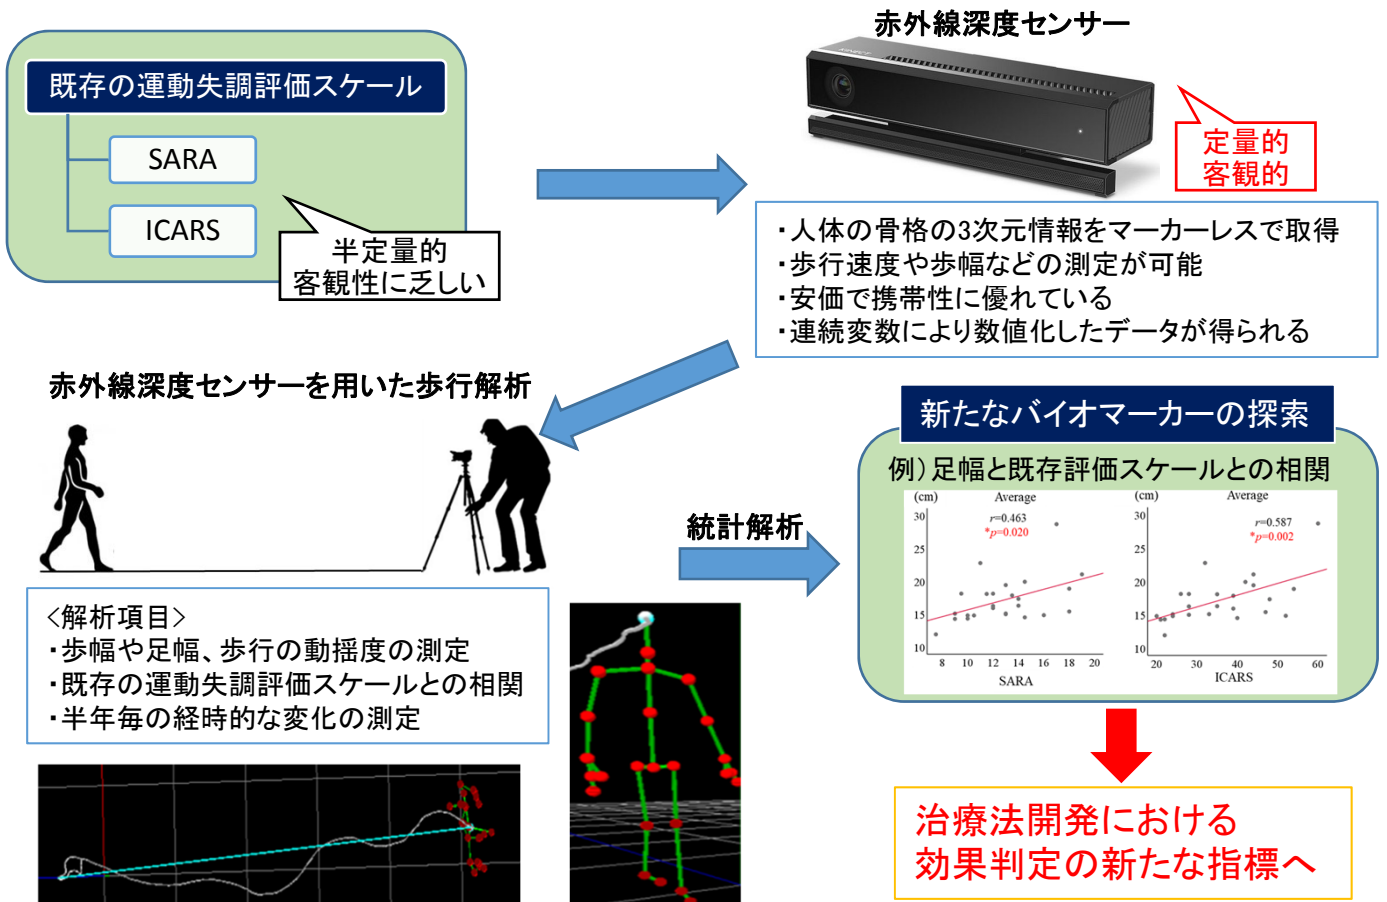 既存の運動失調評価スケール
SARA
ICARS
半定量的
客観性に乏しい
赤外線深度センサー
定量的
客観的
・人体の骨格の3次元情報をマーカーレスで取得
・歩行速度や歩幅などの測定が可能
・安価で携帯性に優れている
・連続変数により数値化したデータが得られる
赤外線深度センサーを用いた歩行解析
<解析項目>
・歩幅や足幅、歩行の動揺度の測定
・既存の運動失調評価スケールとの相関
・半年毎の経時的な変化の測定
統計解析
新たなバイオマーカーの探索
例）足幅と既存評価スケールとの相関
(cm)
Average
r=0.463
*p=0.020
30
25
20
15
10
8 10 12 14 16 18 20
SARA
(cm)
Average
r=0.587
*p=0.002
30
25
20
15
10
20 30 40 50 60
ICARS
治療法開発における
効果判定の新たな指標へ